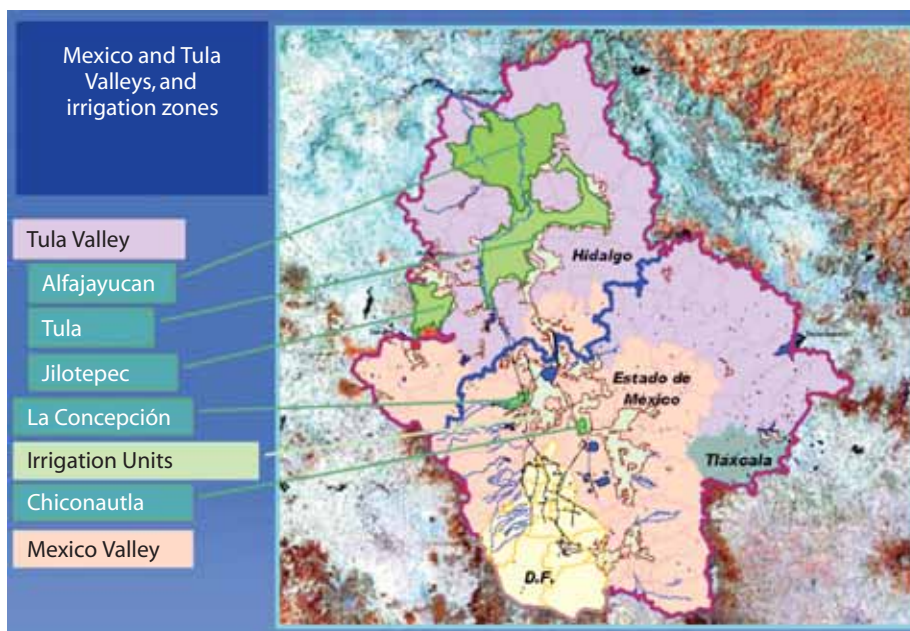 Mexico and Tula
Valleys, and
irrigation zones
Tula Valley
Alfajayucan
Tula
Jilotepec
La Concepción
Irrigation Units
Chiconautla
Mexico Valley
Hidalgo
Estado de
México
Tlaxcala
D.F.